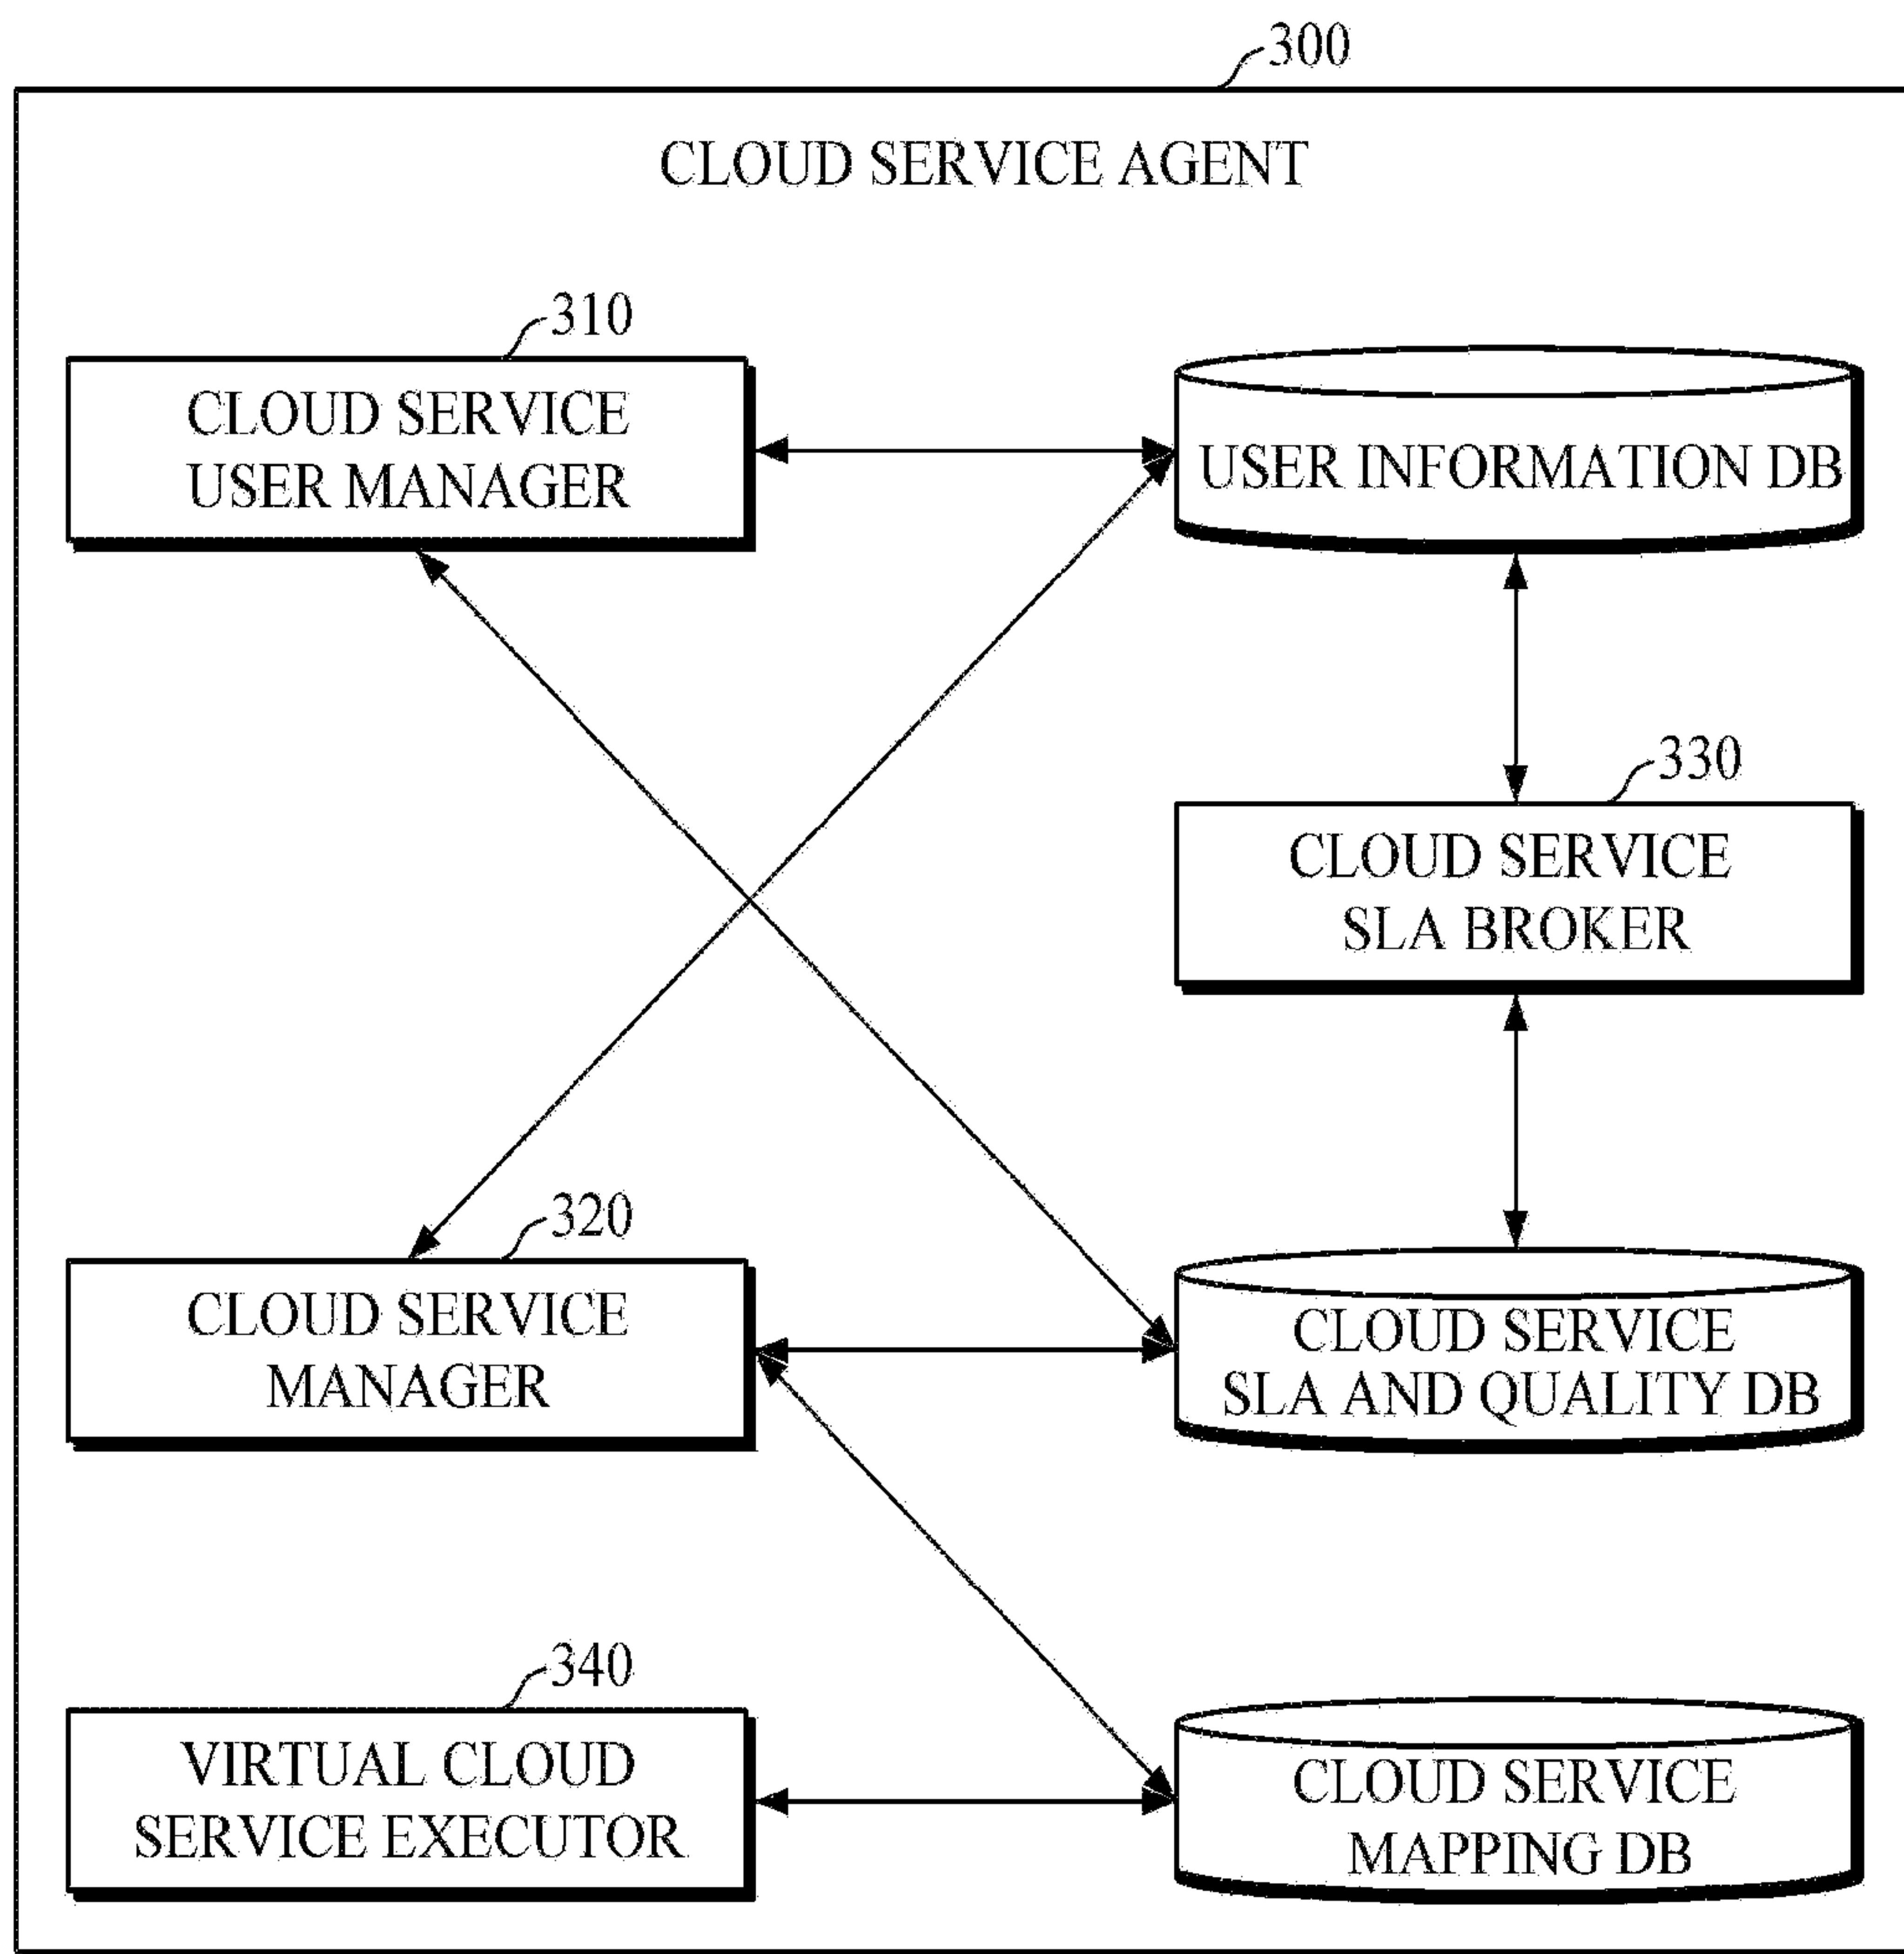 300
CLOUD SERVICE AGENT
310
CLOUD SERVICE
USER MANAGER
USER INFORMATION DB
330
CLOUD SERVICE
SLA BROKER
320
CLOUD SERVICE
MANAGER
CLOUD SERVICE
SLA AND QUALITY DB
340
VIRTUAL CLOUD
SERVICE EXECUTOR
CLOUD SERVICE
MAPPING DB